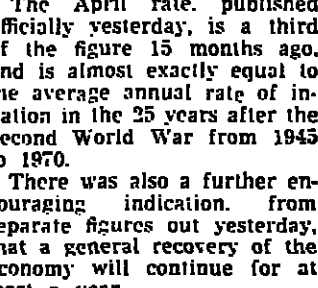 The April rate, published
fficially yesterday, is a third
f the figure 15 months ago,
nd is almost exactly equal to
he average annual rate of in-
ation in the 25 years after the
econd World War from 1945
o 1970.
There was also a further en-
ouraging indication, from
eparate figures out yesterday,
hat a general recovery of the
conomy will continue for at